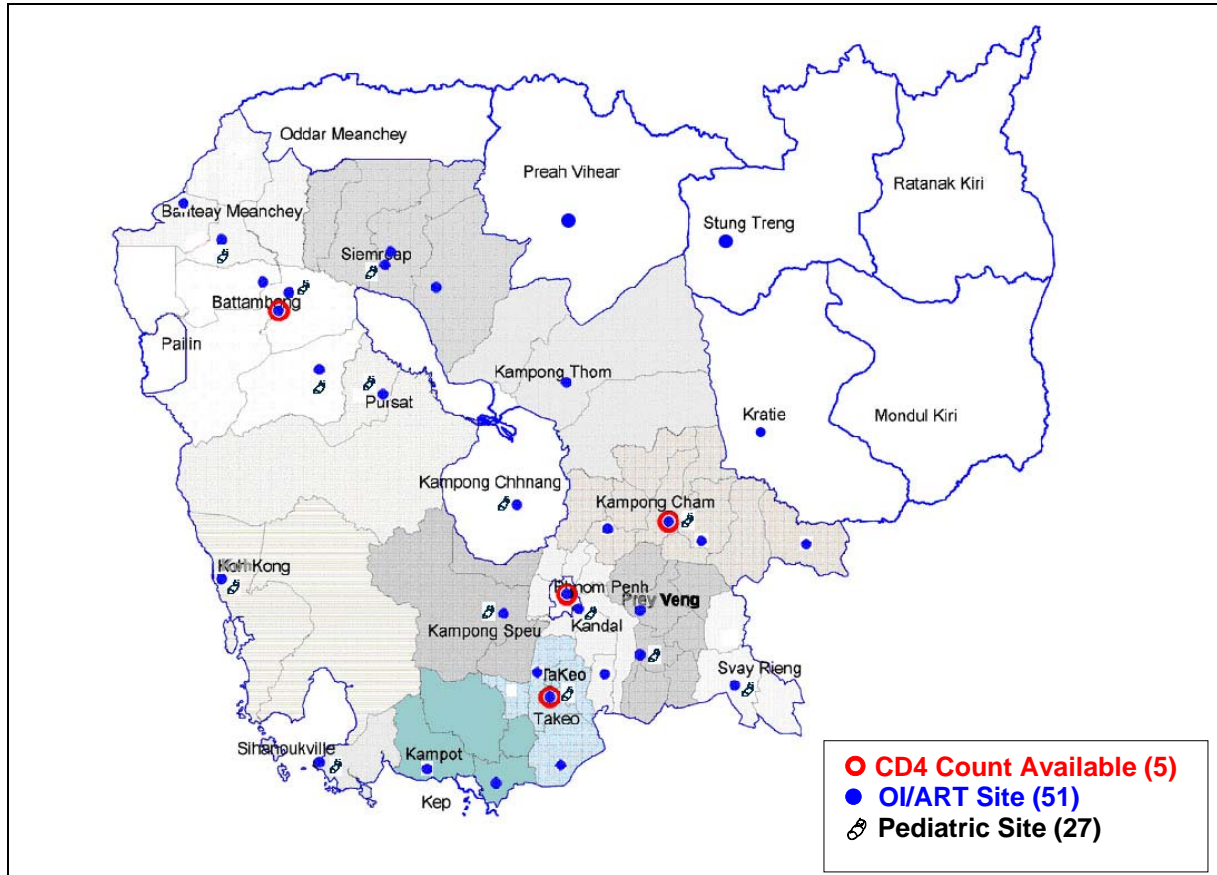 Oddar Meanchey
Preah Vihear
Ratanak Kiri
Stung Treng
Banteay Meanchey
Siemreap
Battambang
Pailin
Kampong Thom
Pursat
Kratie
Mondul Kiri
Kampong Chhnang
Kampong Cham
Koh Kong
Phnom Penh
Prey Veng
Kandal
Kampong Speu
TaKeo
Svay Rieng
Takeo
Sihanoukville
Kampot
Kep
CD4 Count Available (5)
OI/ART Site (51)
Pediatric Site (27)